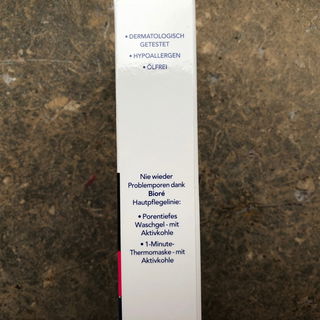 • DERMATOLOGISCH
GETESTET
• HYPOALLERGEN
• ÖLFREI
Nie wieder
Problemporen dank
Bioré
Hautpflegelinie:
• Porentiefes
Waschgel - mit
Aktivkohle
• 1-Minute-
Thermomaske - mit
Aktivkohle